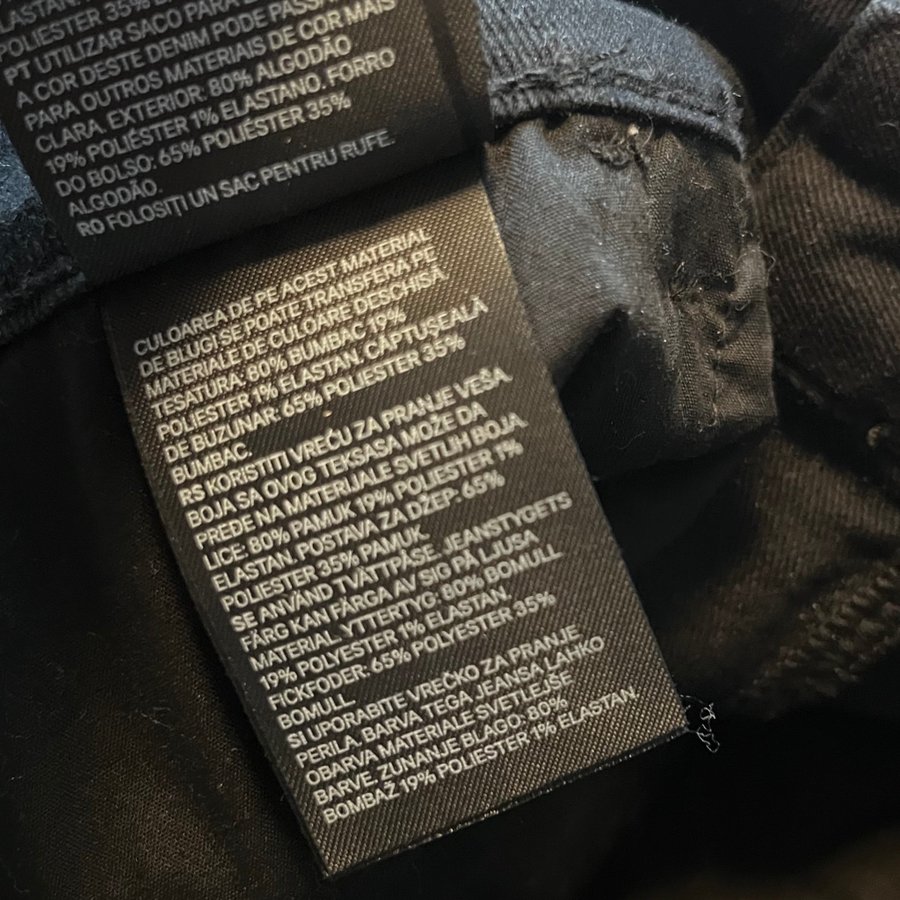 LASTAN.
POLIESTER 35%
PT UTILIZAR SACO PARA
A COR DESTE DENIM PODE
PARA OUTROS MATERIAIS DE COR MAIS
CLARA. EXTERIOR: 80% ALGODÃO
19% POLIÉSTER 1% ELASTANO. FORRO
DO BOLSO: 65% POLIÉSTER 35%
ALGODÃO.
RO FOLOSIȚI UN SAC PENTRU RUFE.
CULOAREA DE PE ACEST MATERIAL
DE BLUGI SE POATE TRANSFERA PE
MATERIALE DE CULOARE DESCHISĂ
TESATURA: 80% BUMBAC 19%
POLIESTER 1% ELASTAN. CĂPTUȘEALĂ
DE BUZUNAR: 65% POLIESTER 35%
BUMBAC.
RS KORISTITI VREĆU ZA PRANJE VEŠA.
BOJA SA OVOG TEKSASA MOŽE DA
PREĐE NA MATERIJALE SVETLIH BOJA.
LICE: 80% PAMUK 19% POLIESTER 1%
ELASTAN. POSTAVA ZA DŽEP: 65%
POLIESTER 35% PAMUK.
SE ANVÄND TVÄTTPÅSE. JEANSTYGETS
FÄRG KAN FÄRGA AV SIG PÅ LJUSA
MATERIAL. YTTERTYG: 80% BOMULL
19% POLYESTER 1% ELASTAN.
FICKFODER: 65% POLYESTER 35%
BOMULL.
SI UPORABITE VREČKO ZA PRANJE
PERILA. BARVA TEGA JEANSA LAHKO
OBARVA MATERIALE SVETLEJŠE
BARVE. ZUNANJE BLAGO: 80%
BOMBAŽ 19% POLIESTER 1% ELASTAN.